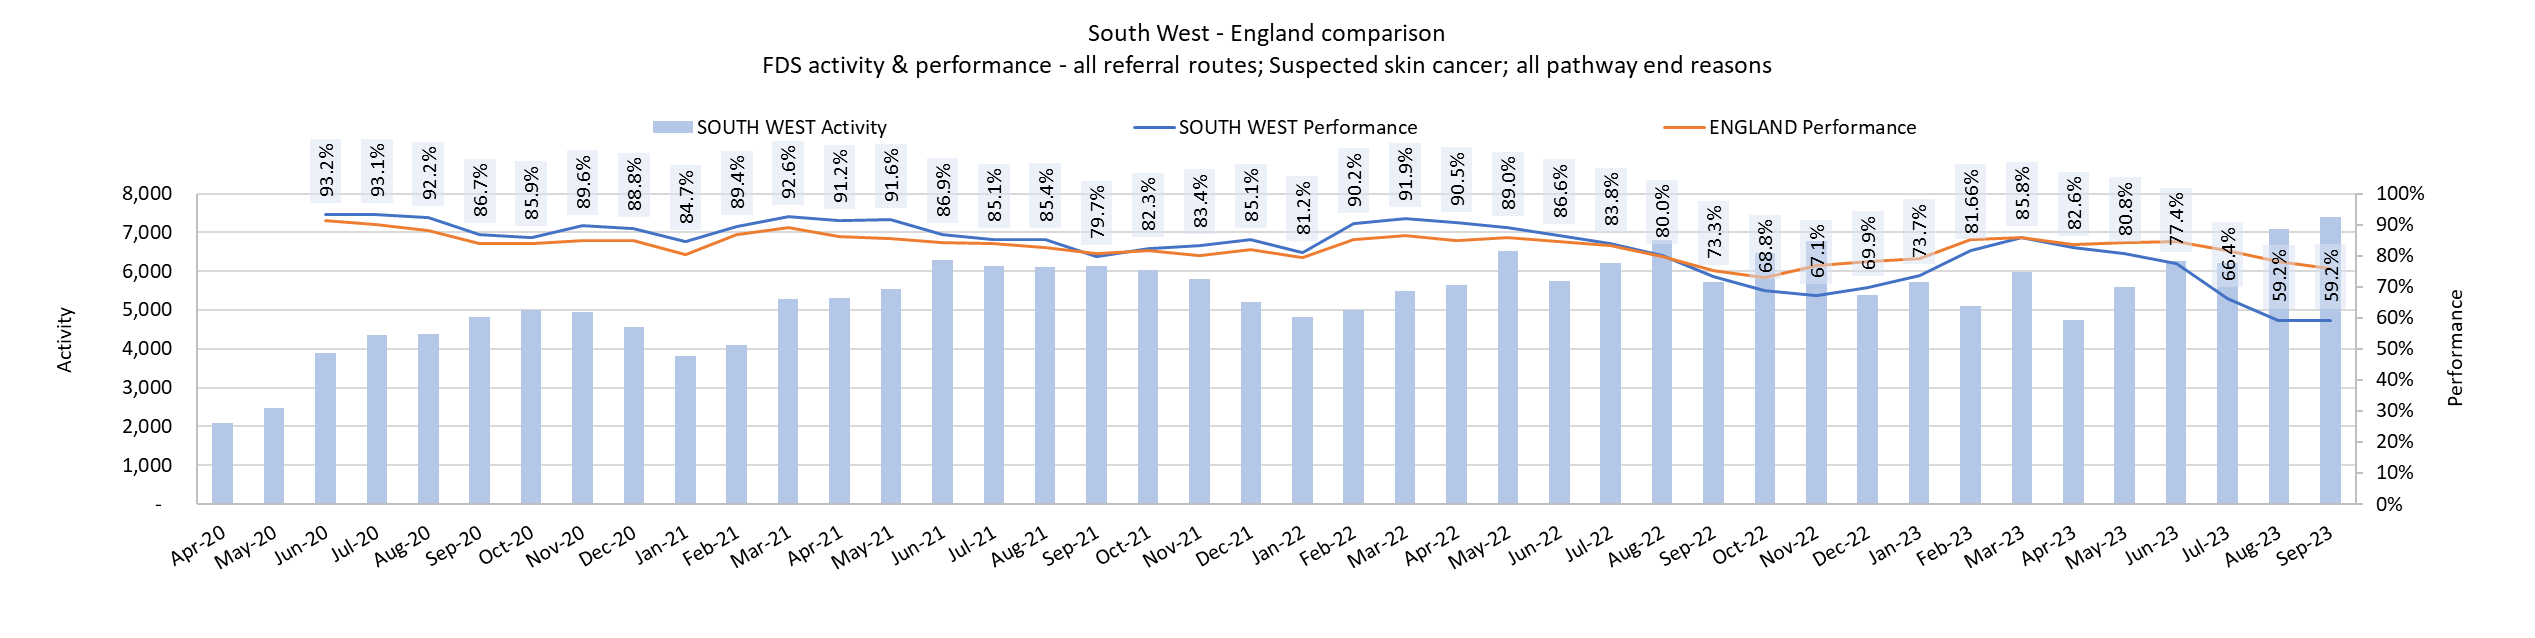 South West - England comparison
FDS activity & performance - all referral routes; Suspected skin cancer; all pathway end reasons
SOUTH WEST Activity
SOUTH WEST Performance
ENGLAND Performance
93.2%
93.1%
92.2%
86.7%
85.9%
89.6%
88.8%
84.7%
89.4%
92.6%
91.2%
91.6%
86.9%
85.1%
85.4%
79.7%
82.3%
83.4%
85.1%
81.2%
90.2%
91.9%
90.5%
89.0%
86.6%
83.8%
80.0%
73.3%
68.8%
67.1%
69.9%
73.7%
81.66%
85.8%
82.6%
80.8%
77.4%
66.4%
59.2%
59.2%
Activity
8,000
7,000
6,000
5,000
4,000
3,000
2,000
1,000
-
100%
90%
80%
70%
60%
50%
40%
30%
20%
10%
0%
Performance
Apr-20
May-20
Jun-20
Jul-20
Aug-20
Sep-20
Oct-20
Nov-20
Dec-20
Jan-21
Feb-21
Mar-21
Apr-21
May-21
Jun-21
Jul-21
Aug-21
Sep-21
Oct-21
Nov-21
Dec-21
Jan-22
Feb-22
Mar-22
Apr-22
May-22
Jun-22
Jul-22
Aug-22
Sep-22
Oct-22
Nov-22
Dec-22
Jan-23
Feb-23
Mar-23
Apr-23
May-23
Jun-23
Jul-23
Aug-23
Sep-23